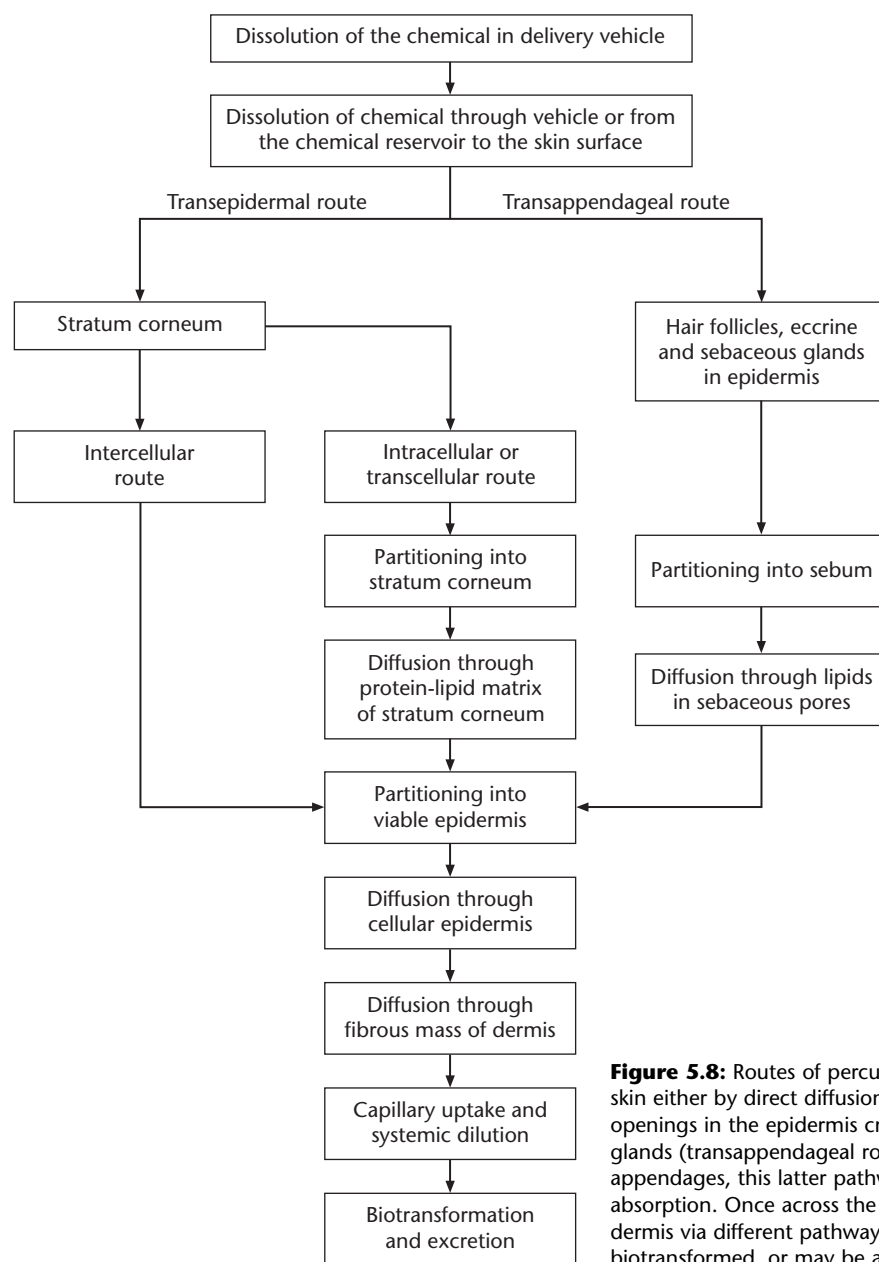 Dissolution of the chemical in delivery vehicle
Dissolution of chemical through vehicle or from
the chemical reservoir to the skin surface
Transepidermal route
Transappendageal route
Stratum corneum
Hair follicles, eccrine
and sebaceous glands
in epidermis
Intercellular
route
Intracellular or
transcellular route
Partitioning into
stratum corneum
Partitioning into sebum
Diffusion through
protein-lipid matrix
of stratum corneum
Diffusion through lipids
in sebaceous pores
Partitioning into
viable epidermis
Diffusion through
cellular epidermis
Diffusion through
fibrous mass of dermis
Capillary uptake and
systemic dilution
Biotransformation
and excretion
Figure 5.8: Routes of percu
skin either by direct diffusion
openings in the epidermis cr
glands (transappendageal ro
appendages, this latter pathw
absorption. Once across the
dermis via different pathway
biotransformed, or may be a